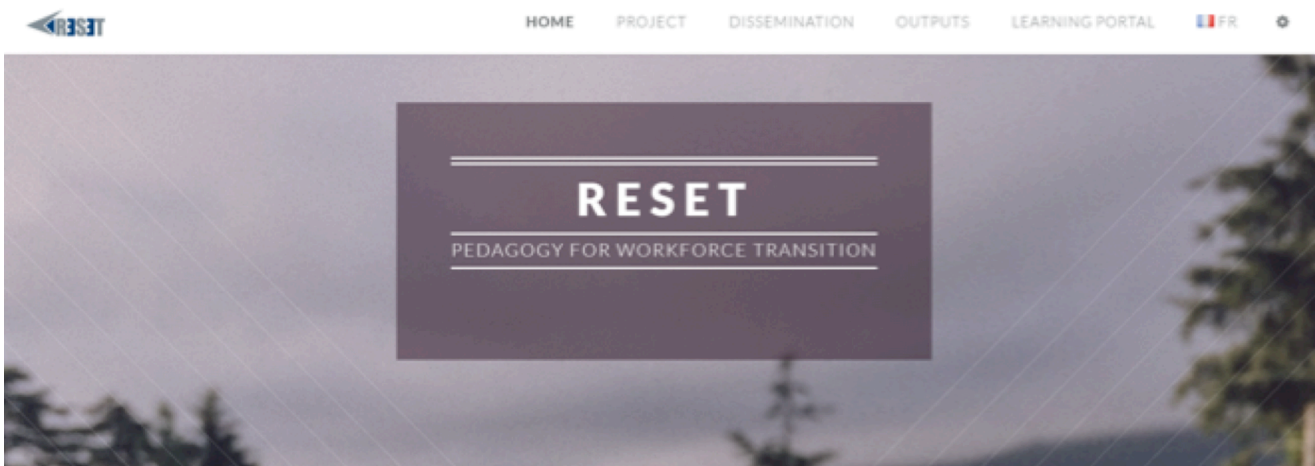 RESET
HOME PROJECT DISSEMINATION OUTPUTS LEARNING PORTAL FR
RESET
PEDAGOGY FOR WORKFORCE TRANSITION